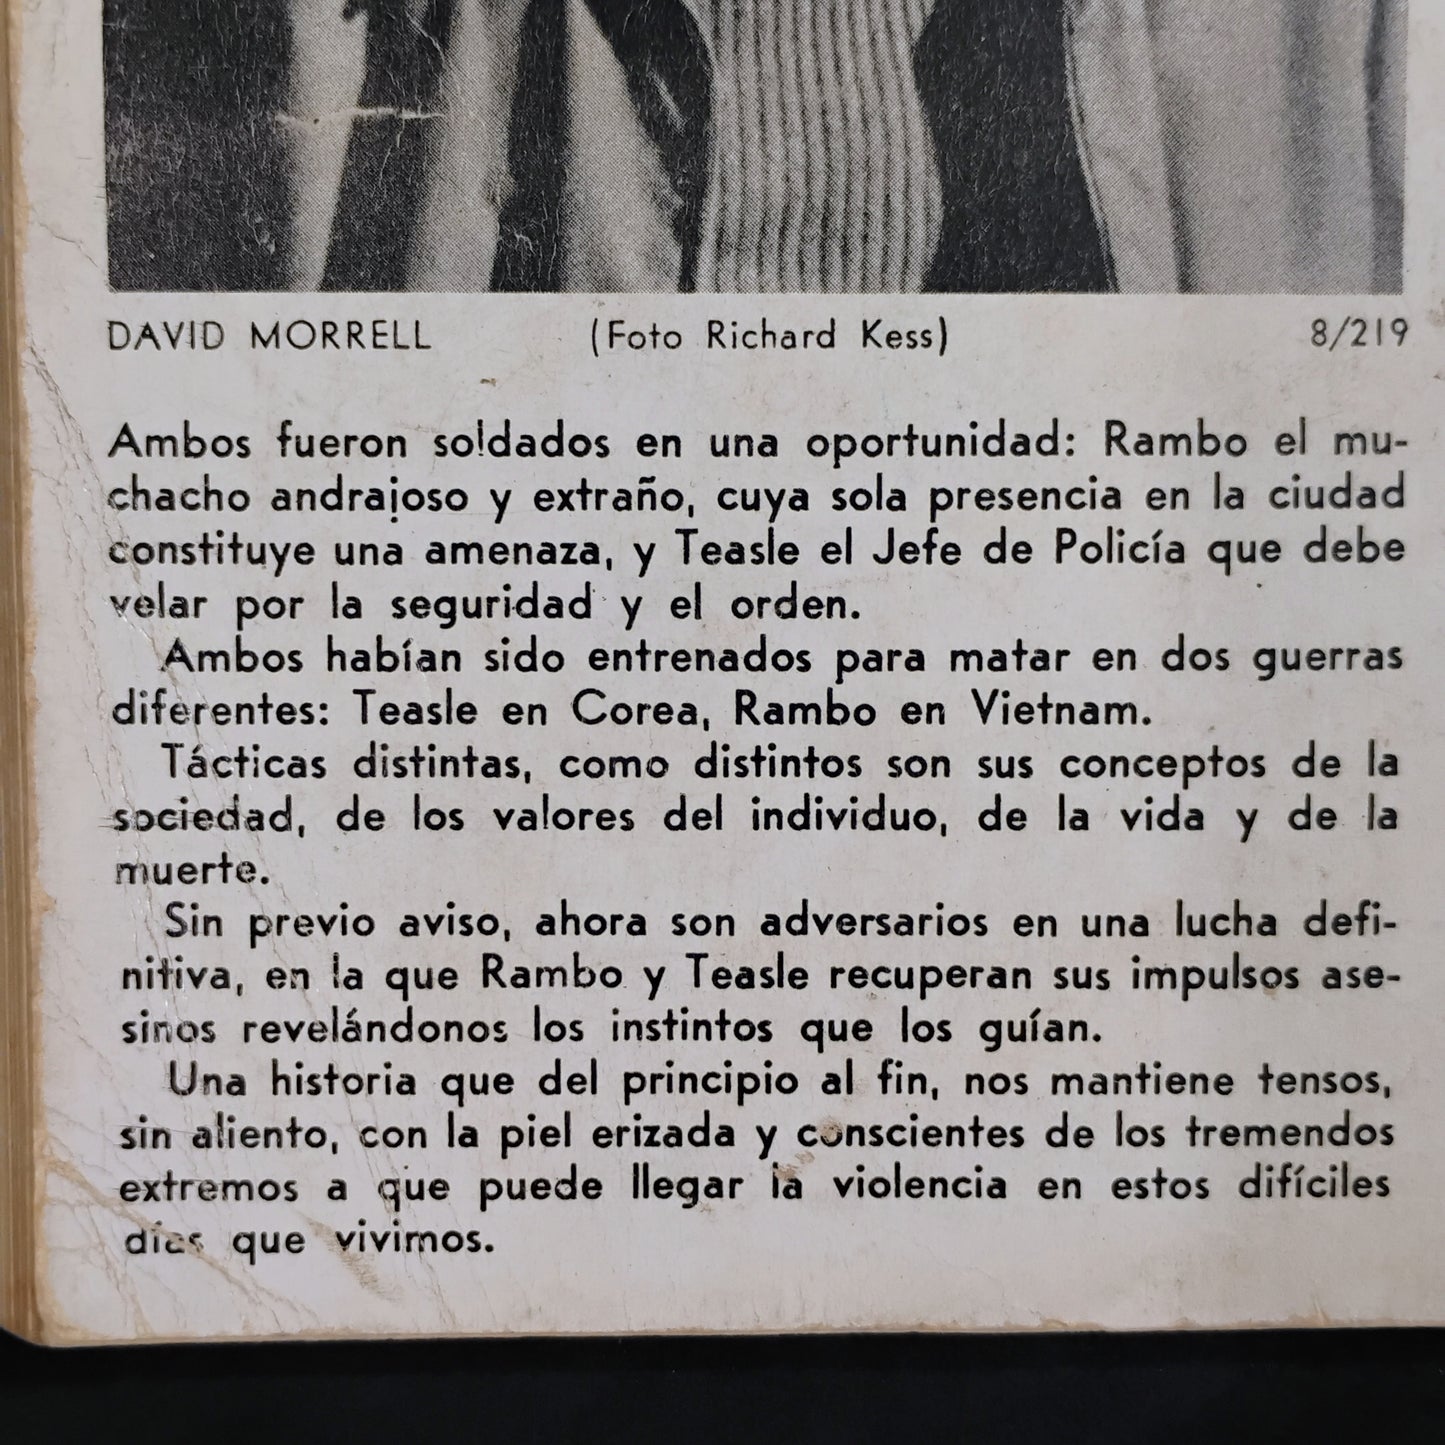 DAVID MORRELL (Foto Richard Kess) 8/219
Ambos fueron soldados en una oportunidad: Rambo el mu-
chacho andrajoso y extraño, cuya sola presencia en la ciudad
constituye una amenaza, y Teasle el Jefe de Policía que debe
velar por la seguridad y el orden.
Ambos habían sido entrenados para matar en dos guerras
diferentes: Teasle en Corea, Rambo en Vietnam.
Tácticas distintas, como distintos son sus conceptos de la
sociedad, de los valores del individuo, de la vida y de la
muerte.
Sin previo aviso, ahora son adversarios en una lucha defi-
nitiva, en la que Rambo y Teasle recuperan sus impulsos ase-
sinos revelándonos los instintos que los guían.
Una historia que del principio al fin, nos mantiene tensos,
sin aliento, con la piel erizada y conscientes de los tremendos
extremos a que puede llegar la violencia en estos difíciles
días que vivimos.